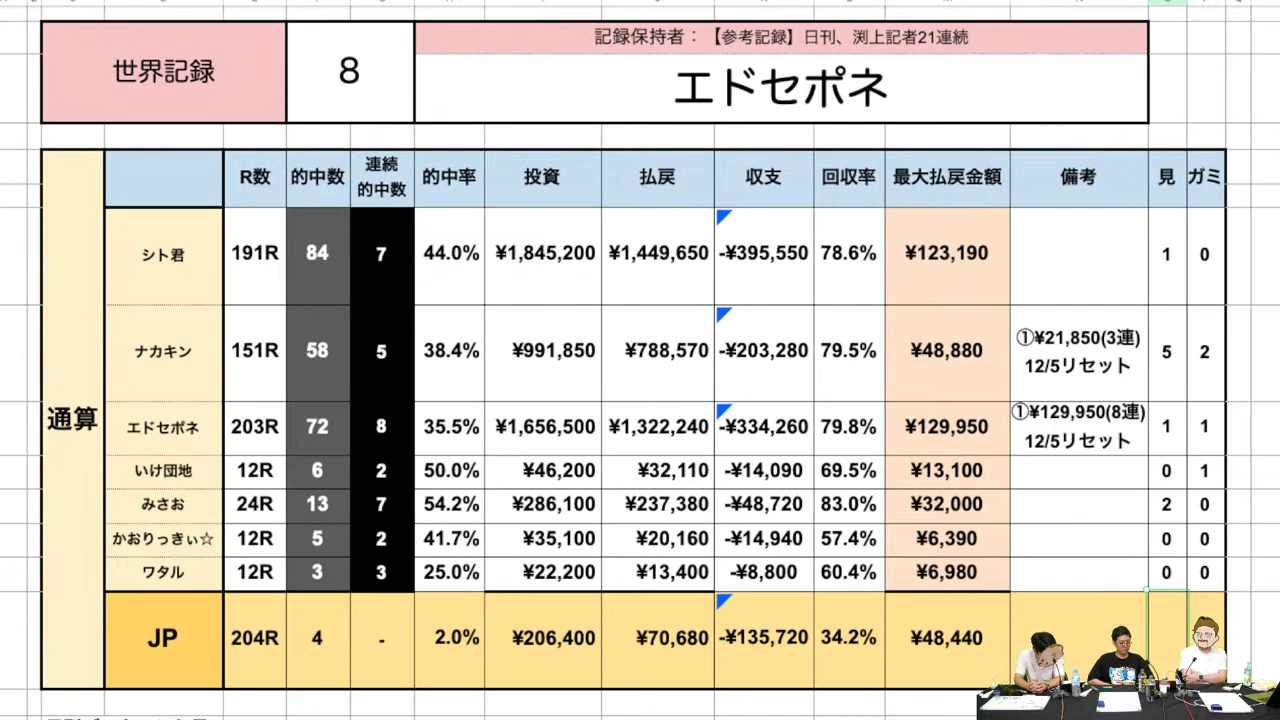 世界記録
8
記録保持者：【参考記録】日刊、渕上記者21連続
エドセポネ
R数 的中数 連続的中数 的中率 投資 払戻 収支 回収率 最大払戻金額 備考 見 ガミ
通算
シト君 191R 84 7 44.0% ¥1,845,200 ¥1,449,650 -¥395,550 78.6% ¥123,190 1 0
ナカキン 151R 58 5 38.4% ¥991,850 ¥788,570 -¥203,280 79.5% ¥48,880 ①¥21,850(3連) 12/5リセット 5 2
エドセポネ 203R 72 8 35.5% ¥1,656,500 ¥1,322,240 -¥334,260 79.8% ¥129,950 ①¥129,950(8連) 12/5リセット 1 1
いけ団地 12R 6 2 50.0% ¥46,200 ¥32,110 -¥14,090 69.5% ¥13,100 0 1
みさお 24R 13 7 54.2% ¥286,100 ¥237,380 -¥48,720 83.0% ¥32,000 2 0
かおりっきぃ☆ 12R 5 2 41.7% ¥35,100 ¥20,160 -¥14,940 57.4% ¥6,390 0 0
ワタル 12R 3 3 25.0% ¥22,200 ¥13,400 -¥8,800 60.4% ¥6,980 0 0
JP 204R 4 - 2.0% ¥206,400 ¥70,680 -¥135,720 34.2% ¥48,440